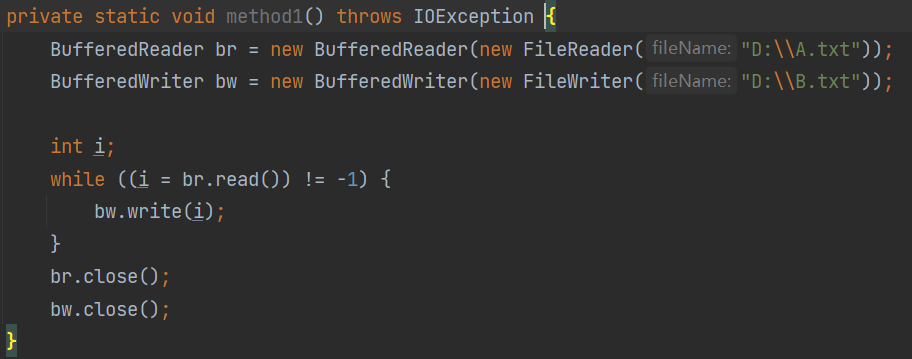 private static void method1() throws IOException {
    BufferedReader br = new BufferedReader(new FileReader( fileName: "D:\\A.txt"));
    BufferedWriter bw = new BufferedWriter(new FileWriter( fileName: "D:\\B.txt"));

    int i;
    while ((i = br.read()) != -1) {
        bw.write(i);
    }
    br.close();
    bw.close();
}